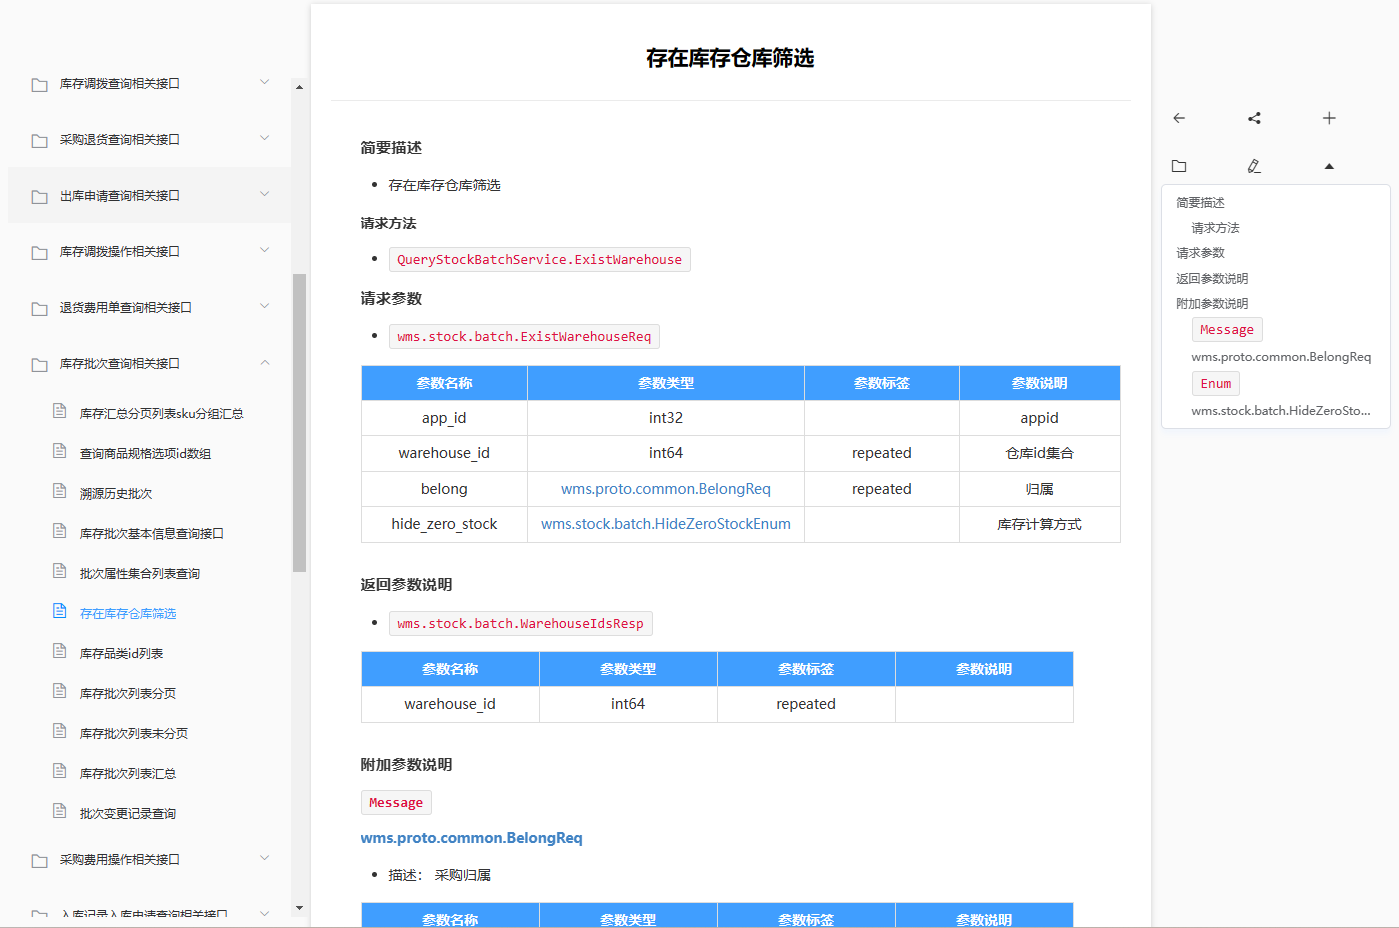 库存调拨查询相关接口
采购退货查询相关接口
出库申请查询相关接口
库存调拨操作相关接口
退货费用单查询相关接口
库存批次查询相关接口
库存汇总分页列表sku分组汇总
查询商品规格选项id数组
溯源历史批次
库存批次基本信息查询接口
批次属性集合列表查询
存在库存仓库筛选
库存品类id列表
库存批次列表分页
库存批次列表未分页
库存批次列表汇总
批次变更记录查询
采购费用操作相关接口
入库记录入库申请查询相关接口
存在库存仓库筛选
简要描述
存在库存仓库筛选
请求方法
QueryStockBatchService.ExistWarehouse
请求参数
wms.stock.batch.ExistWarehouseReq
参数名称 参数类型 参数标签 参数说明
app_id int32 appid
warehouse_id int64 repeated 仓库id集合
belong wms.proto.common.BelongReq repeated 归属
hide_zero_stock wms.stock.batch.HideZeroStockEnum 库存计算方式
返回参数说明
wms.stock.batch.WarehouseIdsResp
参数名称 参数类型 参数标签 参数说明
warehouse_id int64 repeated
附加参数说明
Message
wms.proto.common.BelongReq
描述： 采购归属
参数名称 参数类型 参数标签 参数说明
简要描述
请求方法
请求参数
返回参数说明
附加参数说明
Message
wms.proto.common.BelongReq
Enum
wms.stock.batch.HideZeroSto...